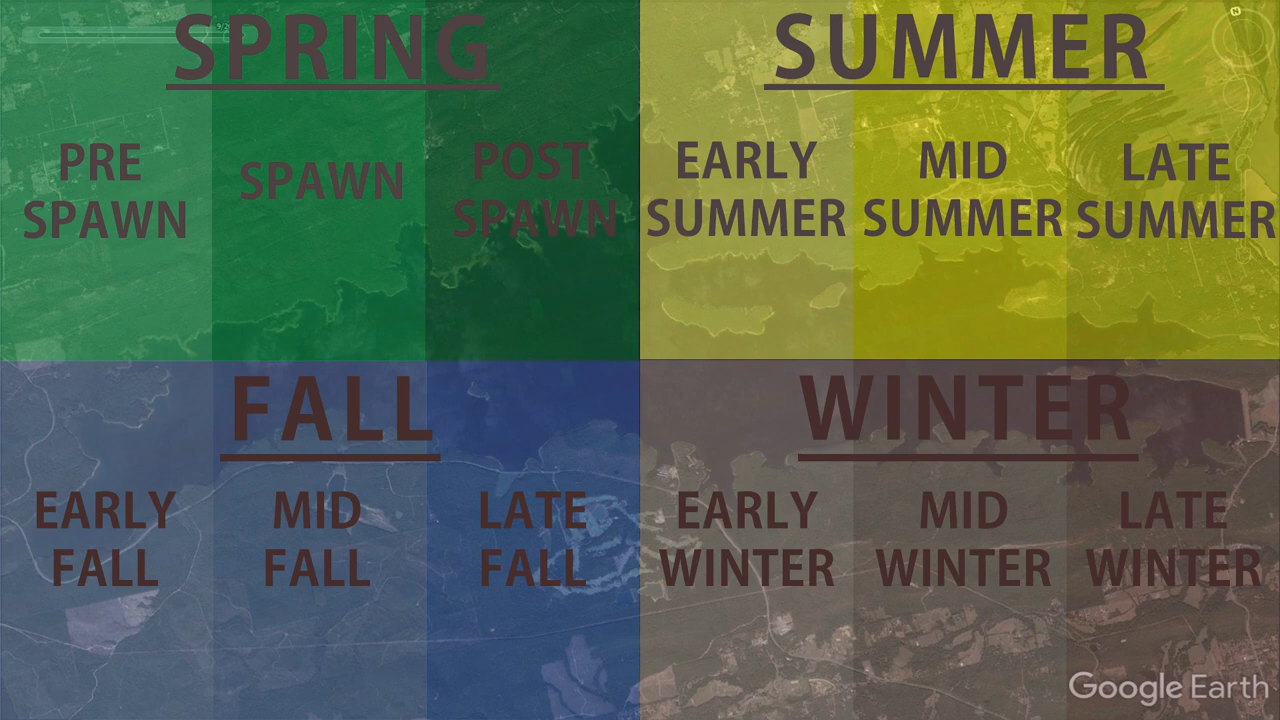 SPRING
PRE
SPAWN
SPAWN
POST
SPAWN
SUMMER
EARLY
SUMMER
MID
SUMMER
LATE
SUMMER
FALL
EARLY
FALL
MID
FALL
LATE
FALL
WINTER
EARLY
WINTER
MID
WINTER
LATE
WINTER
N
Google Earth